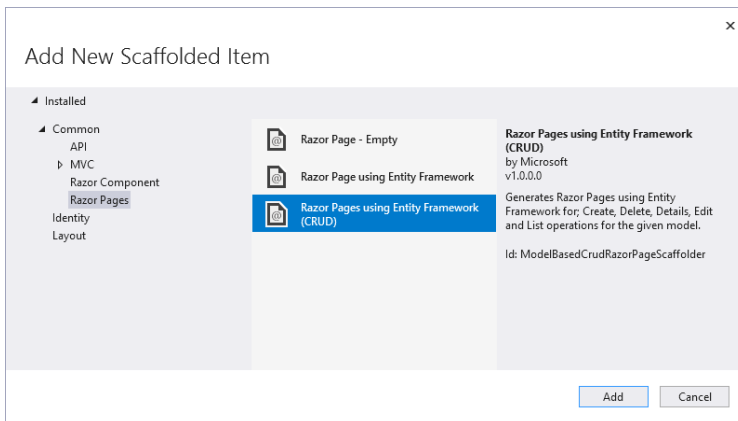 Add New Scaffolded Item
Installed
Common
API
MVC
Razor Component
Razor Pages
Identity
Layout
Razor Page - Empty
Razor Page using Entity Framework
Razor Pages using Entity Framework
(CRUD)
Razor Pages using Entity Framework
(CRUD)
by Microsoft
v1.0.0.0
Generates Razor Pages using Entity
Framework for; Create, Delete, Details, Edit
and List operations for the given model.
Id: ModelBasedCrudRazorPageScaffolder
Add
Cancel